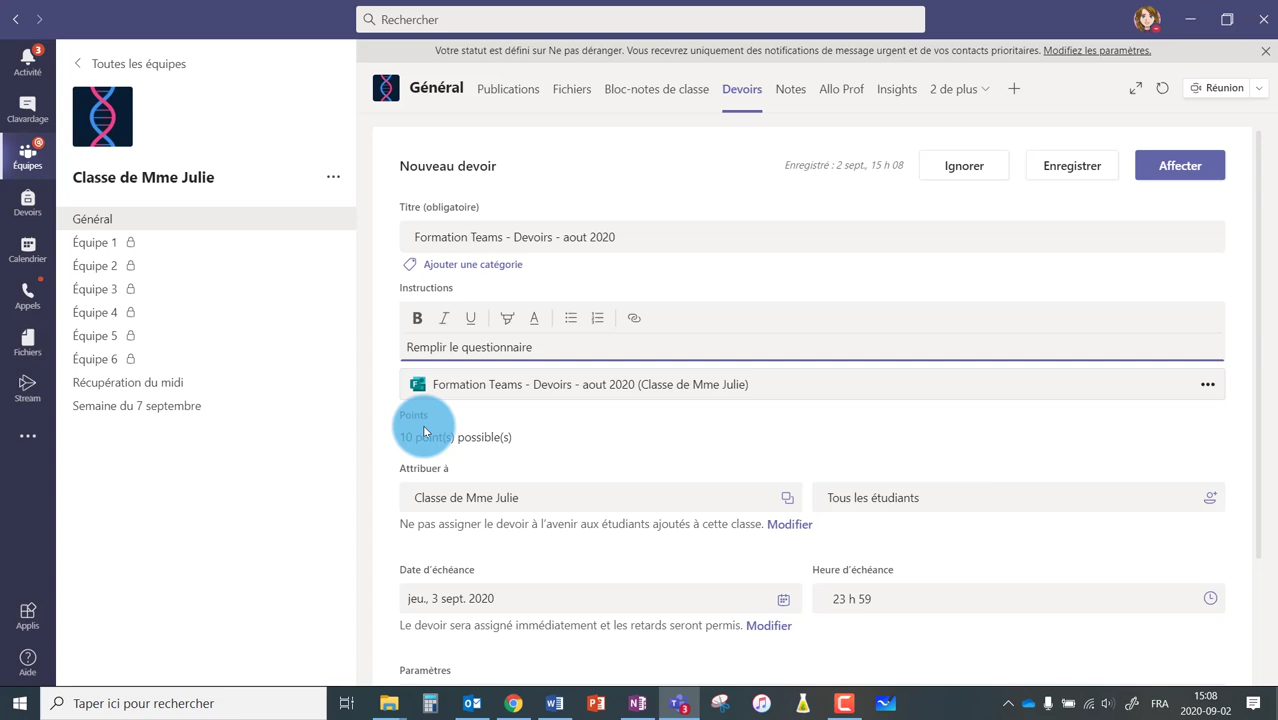 Rechercher
Votre statut est défini sur Ne pas déranger. Vous recevrez uniquement des notifications de message urgent et de vos contacts prioritaires. Modifiez les paramètres.
3
Activité
Clavardage
Équipes
Devoirs
Calendrier
Appels
Fichiers
Stream
Applis
Aide
Toutes les équipes
Classe de Mme Julie
Général
Équipe 1
Équipe 2
Équipe 3
Équipe 4
Équipe 5
Équipe 6
Récupération du midi
Semaine du 7 septembre
Général Publications Fichiers Bloc-notes de classe Devoirs Notes Allo Prof Insights 2 de plus Réunion
Nouveau devoir
Enregistré : 2 sept., 15 h 08
Ignorer Enregistrer Affecter
Titre (obligatoire)
Formation Teams - Devoirs - aout 2020
Ajouter une catégorie
Instructions
B I U A
Remplir le questionnaire
Formation Teams - Devoirs - aout 2020 (Classe de Mme Julie)
Points
10 point(s) possible(s)
Attribuer à
Classe de Mme Julie
Tous les étudiants
Ne pas assigner le devoir à l'avenir aux étudiants ajoutés à cette classe. Modifier
Date d'échéance Heure d'échéance
jeu., 3 sept. 2020 23 h 59
Le devoir sera assigné immédiatement et les retards seront permis. Modifier
Paramètres
Taper ici pour rechercher
3
FRA
15:08
2020-09-02